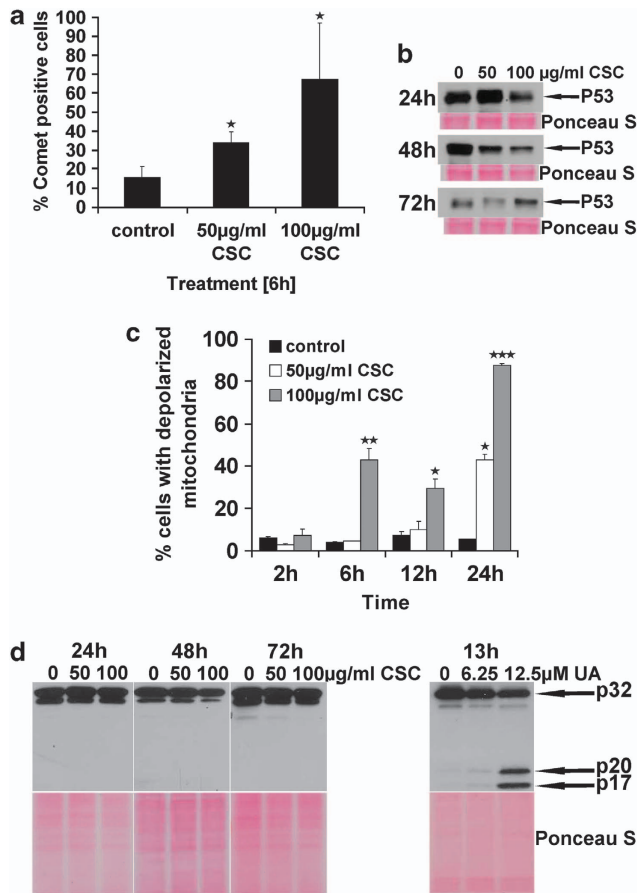 a
% Comet positive cells
100
90
80
70
60
50
40
30
20
10
0
★
★
control
50µg/ml
CSC
100µg/ml
CSC
Treatment [6h]
b
0 50 100 µg/ml CSC
24h P53
Ponceau S
48h P53
Ponceau S
72h P53
Ponceau S
c
% cells with depolarized
mitochondria
100
80
60
40
20
0
control
50µg/ml CSC
100µg/ml CSC
★★
★
★
★★★
2h 6h 12h 24h
Time
d
24h 48h 72h 13h
0 50 100 0 50 100 0 50 100 µg/ml CSC 0 6.25 12.5µM UA
p32
p20
p17
Ponceau S